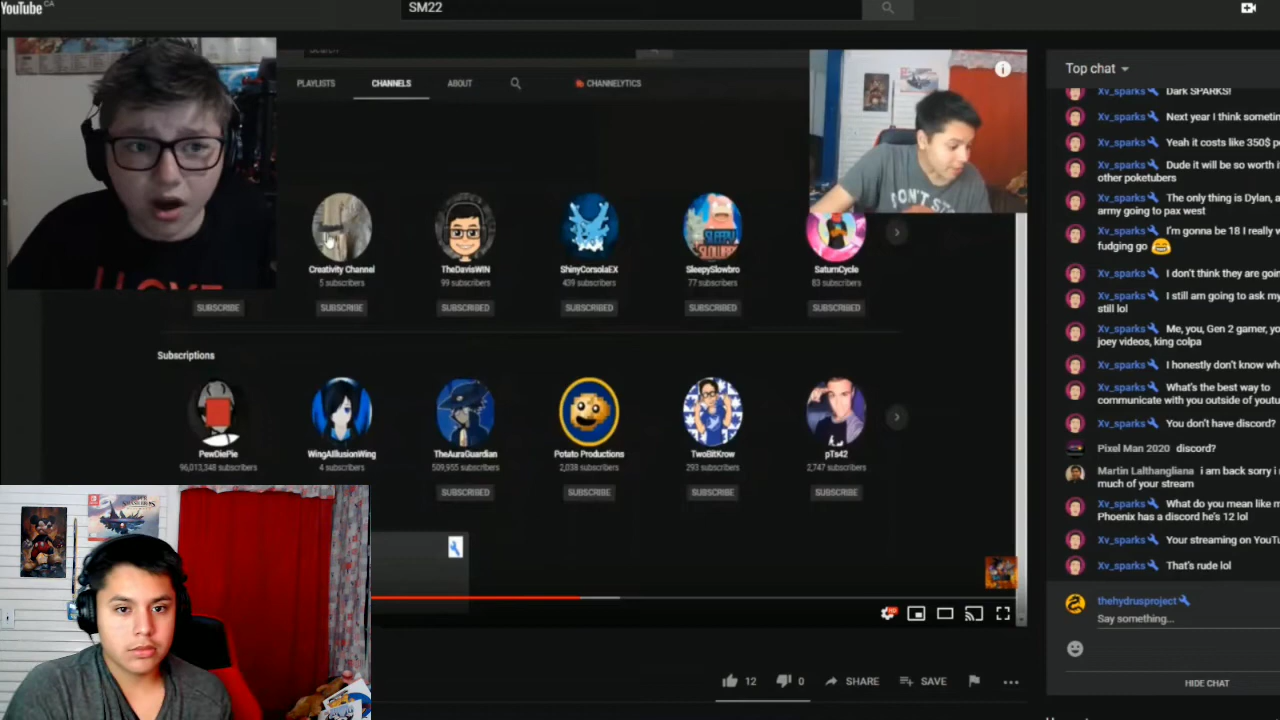 YouTube CA
SM22
PLAYLISTS
CHANNELS
ABOUT
CHANNELYTICS
Creativity Channel
5 subscribers
TheDavisWIN
99 subscribers
ShinyCorsolaEX
439 subscribers
SleepySlowbro
77 subscribers
SaturnCycle
83 subscribers
SUBSCRIBE
SUBSCRIBE
SUBSCRIBED
SUBSCRIBED
SUBSCRIBED
SUBSCRIBED
Subscriptions
PewDiePie
96,013,348 subscribers
WingAIllusionWing
4 subscribers
TheAuraGuardian
509,955 subscribers
Potato Productions
2,038 subscribers
TwoBitKrow
293 subscribers
pTs42
2,747 subscribers
SUBSCRIBED
SUBSCRIBE
SUBSCRIBE
SUBSCRIBE
12
0
SHARE
SAVE
Top chat
Xv_sparks Dark SPARKS!
Xv_sparks Next year I think sometin
Xv_sparks Yeah it costs like 350$ p
Xv_sparks Dude it will be so worth i
other poketubers
Xv_sparks The only thing is Dylan, a
army going to pax west
Xv_sparks I'm gonna be 18 I really w
fudging go 😄
Xv_sparks I don't think they are goin
Xv_sparks I still am going to ask my
still lol
Xv_sparks Me, you, Gen 2 gamer, yo
joey videos, king colpa
Xv_sparks I honestly don't know wh
Xv_sparks What's the best way to
communicate with you outside of youtu
Xv_sparks You don't have discord?
Pixel Man 2020 discord?
Martin Lalthangliana i am back sorry i
much of your stream
Xv_sparks What do you mean like m
Phoenix has a discord he's 12 lol
Xv_sparks Your streaming on YouTu
Xv_sparks That's rude lol
thehydrusproject
Say something...
HIDE CHAT